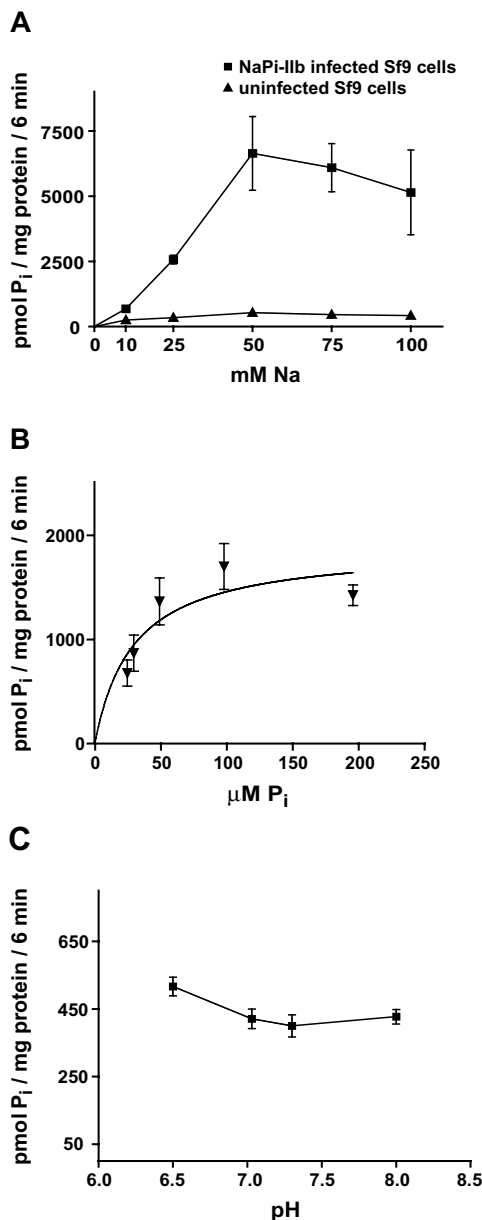 A
NaPi-IIb infected Sf9 cells
uninfected Sf9 cells
pmol Pi / mg protein / 6 min
7500
5000
2500
0
0 10 25 50 75 100
mM Na
B
pmol Pi / mg protein / 6 min
2000
1000
0
0 50 100 150 200 250
μM Pi
C
pmol Pi / mg protein / 6 min
650
450
250
50
6.0 6.5 7.0 7.5 8.0 8.5
pH